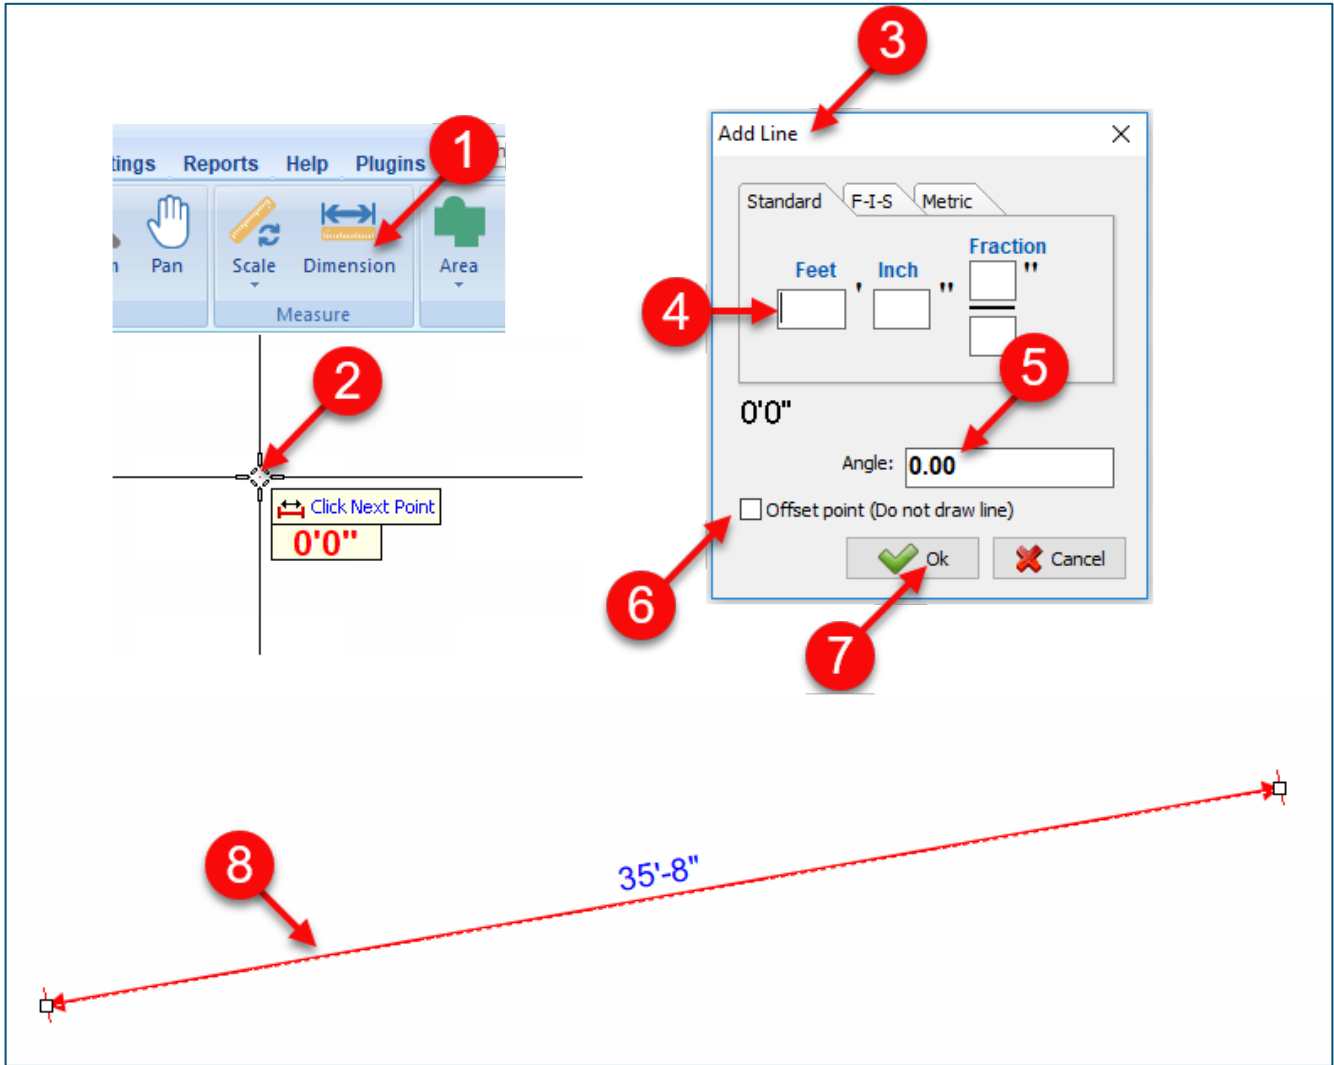 3
1
tings Reports Help Plugins
Pan Scale Dimension Area
Measure
2
Click Next Point
0'0"
Add Line
Standard F-I-S Metric
Fraction
Feet Inch
' " "
4
5
0'0"
Angle: 0.00
Offset point (Do not draw line)
Ok Cancel
6
7
8
35'-8"